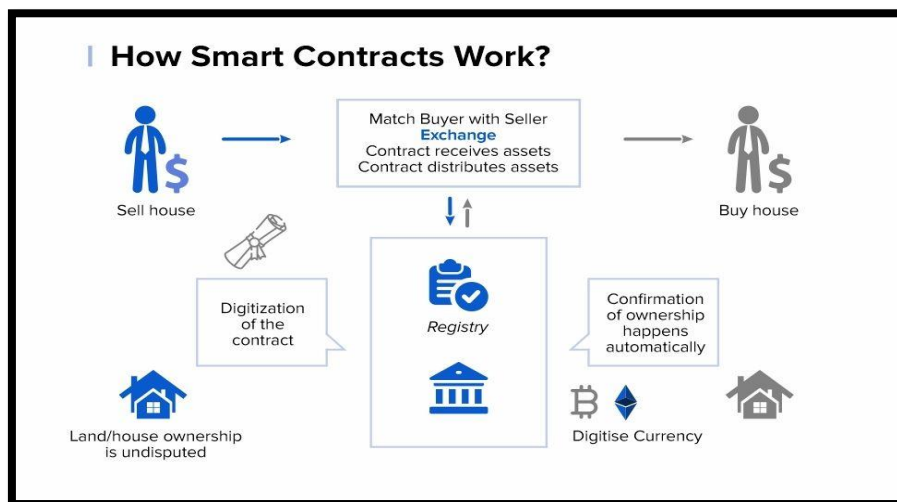 How Smart Contracts Work?
Match Buyer with Seller
Exchange
Contract receives assets
Contract distributes assets
Sell house
Buy house
Digitization
of the
contract
Registry
Confirmation
of ownership
happens
automatically
Land/house ownership
is undisputed
Digitise Currency